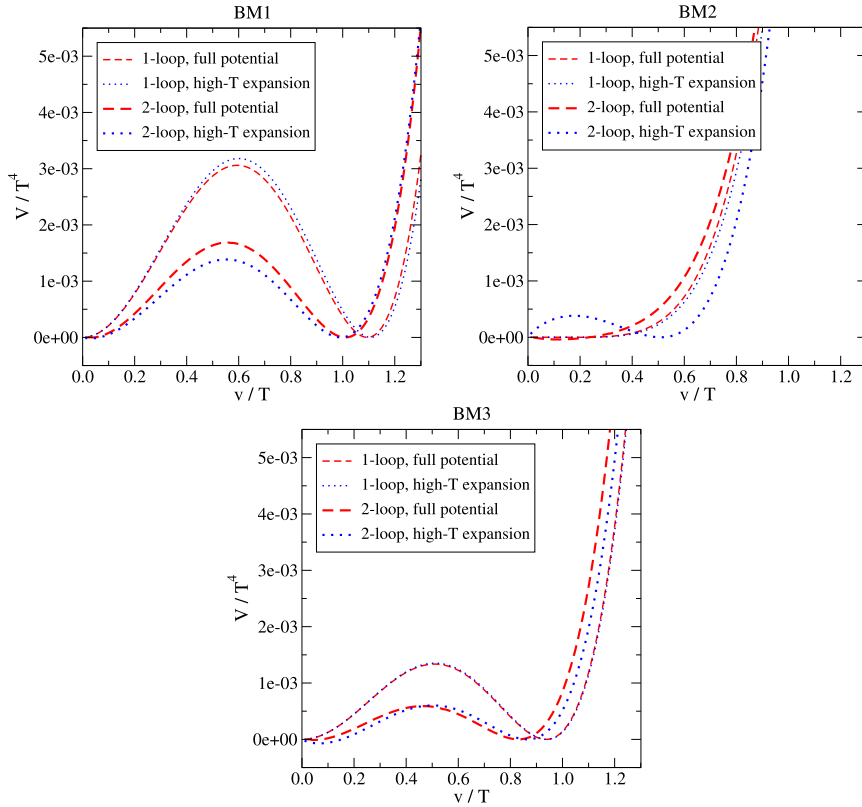 BM1
5e-03
4e-03
3e-03
2e-03
1e-03
0e+00
V / T^4
1-loop, full potential
1-loop, high-T expansion
2-loop, full potential
2-loop, high-T expansion
0.0 0.2 0.4 0.6 0.8 1.0 1.2
v / T
BM2
5e-03
4e-03
3e-03
2e-03
1e-03
0e+00
V / T^4
1-loop, full potential
1-loop, high-T expansion
2-loop, full potential
2-loop, high-T expansion
0.0 0.2 0.4 0.6 0.8 1.0 1.2
v / T
BM3
5e-03
4e-03
3e-03
2e-03
1e-03
0e+00
V / T^4
1-loop, full potential
1-loop, high-T expansion
2-loop, full potential
2-loop, high-T expansion
0.0 0.2 0.4 0.6 0.8 1.0 1.2
v / T